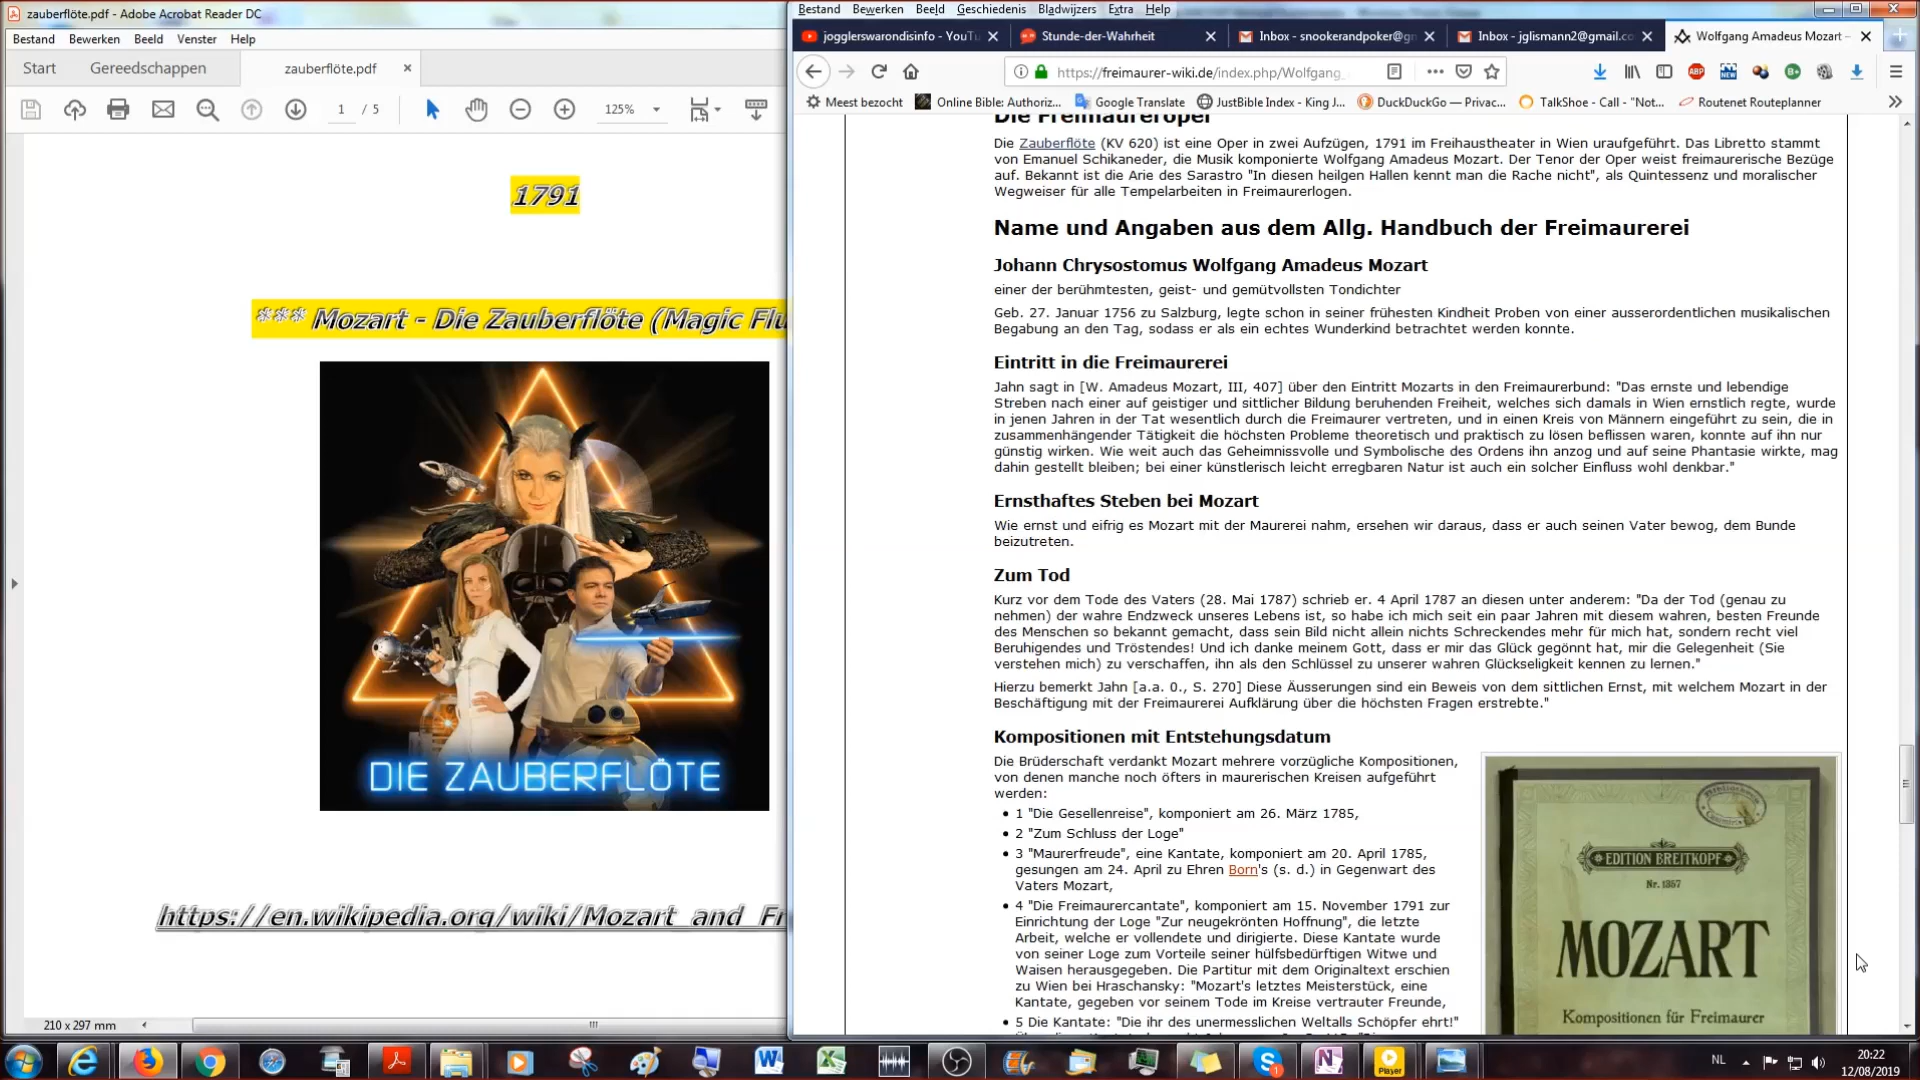 zauberflöte.pdf - Adobe Acrobat Reader DC
Bestand Bewerken Beeld Venster Help
Start Gereedschappen zauberflöte.pdf
1 / 5 125%
1791
*** Mozart - Die Zauberflöte (Magic Flu
DIE ZAUBERFLÖTE
https://en.wikipedia.org/wiki/Mozart_and_Fr
210 x 297 mm
Bestand Bewerken Beeld Geschiedenis Bladwijzers Extra Help
jogglerswarondisinfo - YouTu
Stunde-der-Wahrheit
Inbox - snookerandpoker@gm
Inbox - jglismann2@gmail.co
Wolfgang Amadeus Mozart –
https://freimaurer-wiki.de/index.php/Wolfgang_
Meest bezocht Online Bible: Authoriz... Google Translate JustBible Index - King J... DuckDuckGo — Privac... TalkShoe - Call - "Not... Routenet Routeplanner
Die Freimaureroper
Die Zauberflöte (KV 620) ist eine Oper in zwei Aufzügen, 1791 im Freihaustheater in Wien uraufgeführt. Das Libretto stammt
von Emanuel Schikaneder, die Musik komponierte Wolfgang Amadeus Mozart. Der Tenor der Oper weist freimaurerische Bezüge
auf. Bekannt ist die Arie des Sarastro "In diesen heilgen Hallen kennt man die Rache nicht", als Quintessenz und moralischer
Wegweiser für alle Tempelarbeiten in Freimaurerlogen.
Name und Angaben aus dem Allg. Handbuch der Freimaurerei
Johann Chrysostomus Wolfgang Amadeus Mozart
einer der berühmtesten, geist- und gemütvollsten Tondichter
Geb. 27. Januar 1756 zu Salzburg, legte schon in seiner frühesten Kindheit Proben von einer ausserordentlichen musikalischen
Begabung an den Tag, sodass er als ein echtes Wunderkind betrachtet werden konnte.
Eintritt in die Freimaurerei
Jahn sagt in [W. Amadeus Mozart, III, 407] über den Eintritt Mozarts in den Freimaurerbund: "Das ernste und lebendige
Streben nach einer auf geistiger und sittlicher Bildung beruhenden Freiheit, welches sich damals in Wien ernstlich regte, wurde
in jenen Jahren in der Tat wesentlich durch die Freimaurer vertreten, und in einen Kreis von Männern eingeführt zu sein, die in
zusammenhängender Tätigkeit die höchsten Probleme theoretisch und praktisch zu lösen beflissen waren, konnte auf ihn nur
günstig wirken. Wie weit auch das Geheimnissvolle und Symbolische des Ordens ihn anzog und auf seine Phantasie wirkte, mag
dahin gestellt bleiben; bei einer künstlerisch leicht erregbaren Natur ist auch ein solcher Einfluss wohl denkbar."
Ernsthaftes Steben bei Mozart
Wie ernst und eifrig es Mozart mit der Maurerei nahm, ersehen wir daraus, dass er auch seinen Vater bewog, dem Bunde
beizutreten.
Zum Tod
Kurz vor dem Tode des Vaters (28. Mai 1787) schrieb er. 4 April 1787 an diesen unter anderem: "Da der Tod (genau zu
nehmen) der wahre Endzweck unseres Lebens ist, so habe ich mich seit ein paar Jahren mit diesem wahren, besten Freunde
des Menschen so bekannt gemacht, dass sein Bild nicht allein nichts Schreckendes mehr für mich hat, sondern recht viel
Beruhigendes und Tröstendes! Und ich danke meinem Gott, dass er mir das Glück gegönnt hat, mir die Gelegenheit (Sie
verstehen mich) zu verschaffen, ihn als den Schlüssel zu unserer wahren Glückseligkeit kennen zu lernen."
Hierzu bemerkt Jahn [a.a. 0., S. 270] Diese Äusserungen sind ein Beweis von dem sittlichen Ernst, mit welchem Mozart in der
Beschäftigung mit der Freimaurerei Aufklärung über die höchsten Fragen erstrebte."
Kompositionen mit Entstehungsdatum
Die Brüderschaft verdankt Mozart mehrere vorzügliche Kompositionen,
von denen manche noch öfters in maurerischen Kreisen aufgeführt
werden:
• 1 "Die Gesellenreise", komponiert am 26. März 1785,
• 2 "Zum Schluss der Loge"
• 3 "Maurerfreude", eine Kantate, komponiert am 20. April 1785,
gesungen am 24. April zu Ehren Born's (s. d.) in Gegenwart des
Vaters Mozart,
• 4 "Die Freimaurercantate", komponiert am 15. November 1791 zur
Einrichtung der Loge "Zur neugekrönten Hoffnung", die letzte
Arbeit, welche er vollendete und dirigierte. Diese Kantate wurde
von seiner Loge zum Vorteile seiner hülfsbedürftigen Witwe und
Waisen herausgegeben. Die Partitur mit dem Originaltext erschien
zu Wien bei Hraschansky: "Mozart's letztes Meisterstück, eine
Kantate, gegeben vor seinem Tode im Kreise vertrauter Freunde,
• 5 Die Kantate: "Die ihr des unermesslichen Weltalls Schöpfer ehrt!"
EDITION BREITKOPF
Nr. 1357
MOZART
Kompositionen für Freimaurer
NL
20:22
12/08/2019